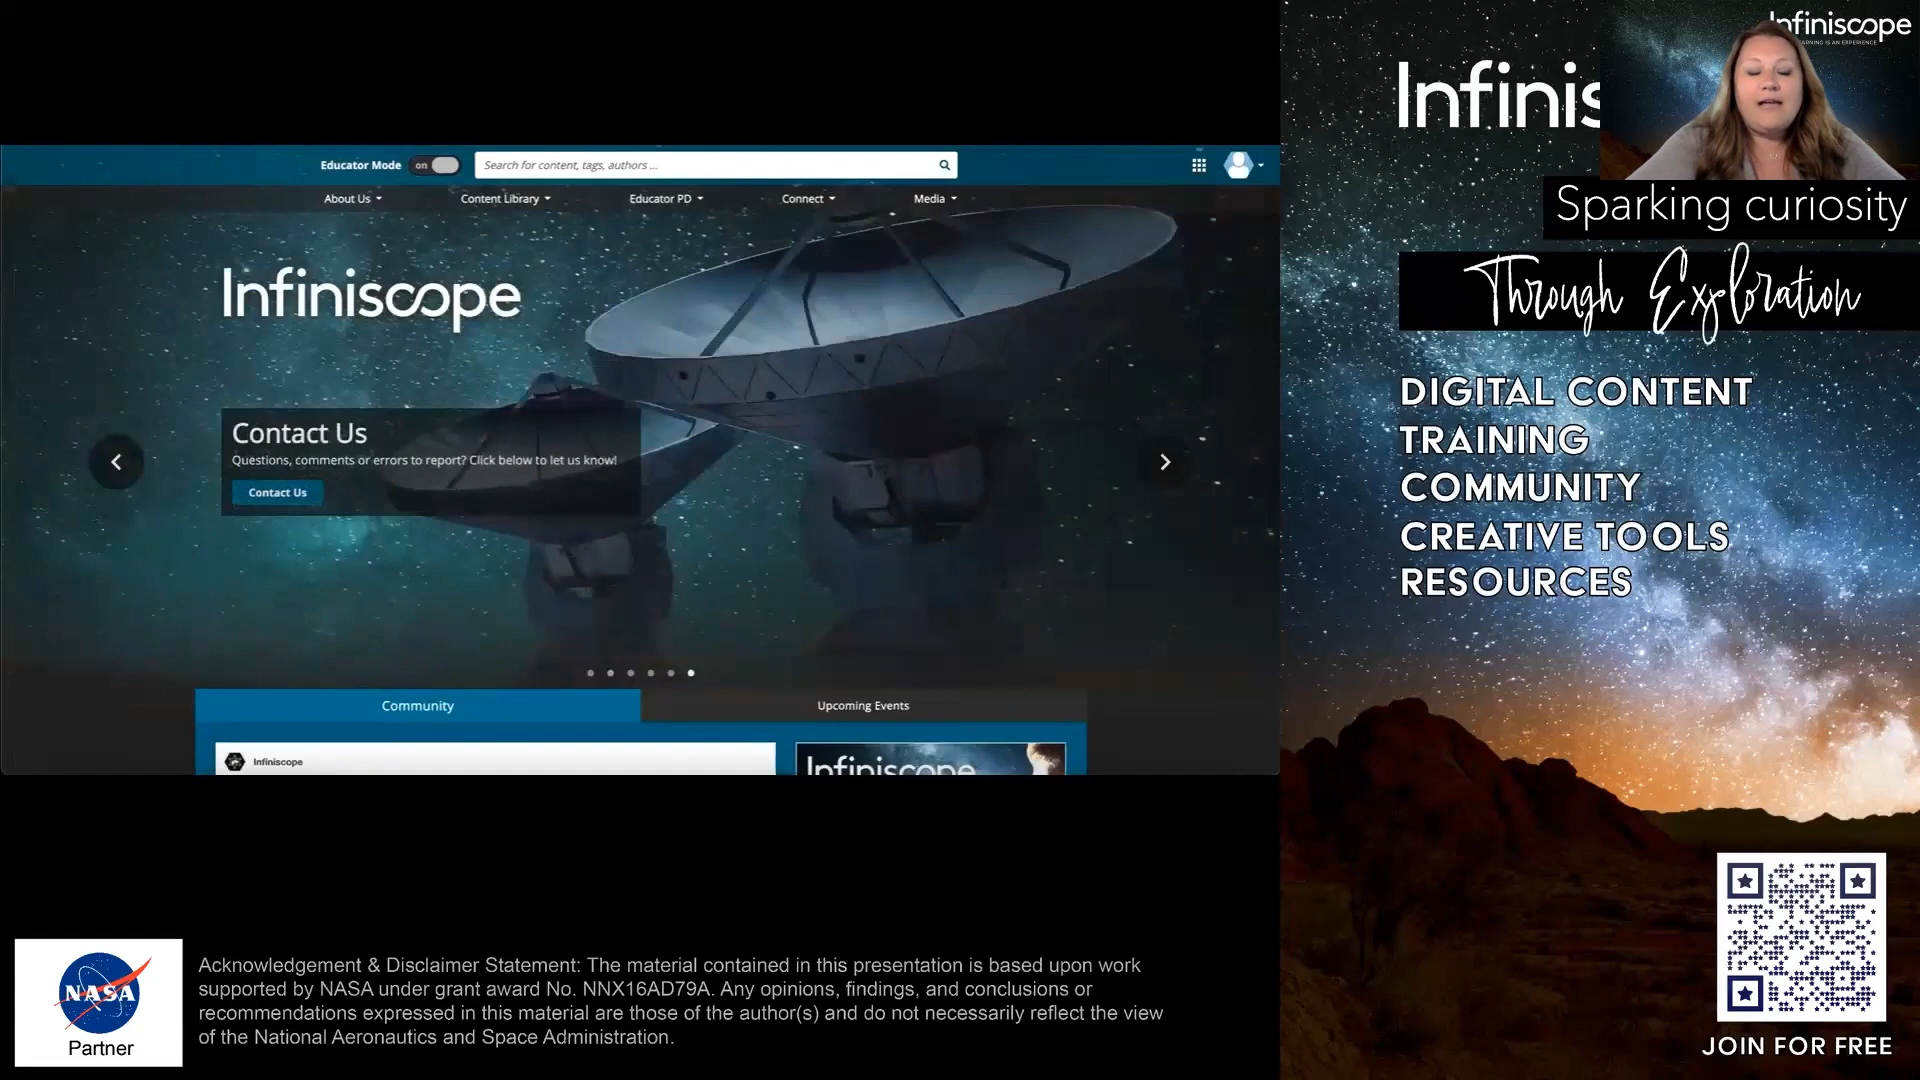 Educator Mode on Search for content, tags, authors ...
About Us Content Library Educator PD Connect Media
Infiniscope
Contact Us
Questions, comments or errors to report? Click below to let us know!
Contact Us
Community Upcoming Events
Infiniscope
Infiniscope
NASA
Partner
Acknowledgement & Disclaimer Statement: The material contained in this presentation is based upon work
supported by NASA under grant award No. NNX16AD79A. Any opinions, findings, and conclusions or
recommendations expressed in this material are those of the author(s) and do not necessarily reflect the view
of the National Aeronautics and Space Administration.
Infiniscope
Infinis
Sparking curiosity
Through Exploration
DIGITAL CONTENT
TRAINING
COMMUNITY
CREATIVE TOOLS
RESOURCES
JOIN FOR FREE